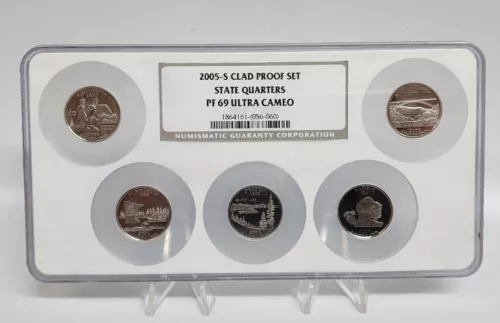 2005-S CLAD PROOF SET
STATE QUARTERS
PF 69 ULTRA CAMEO
1864161-(056-060)
NUMISMATIC GUARANTY CORPORATION